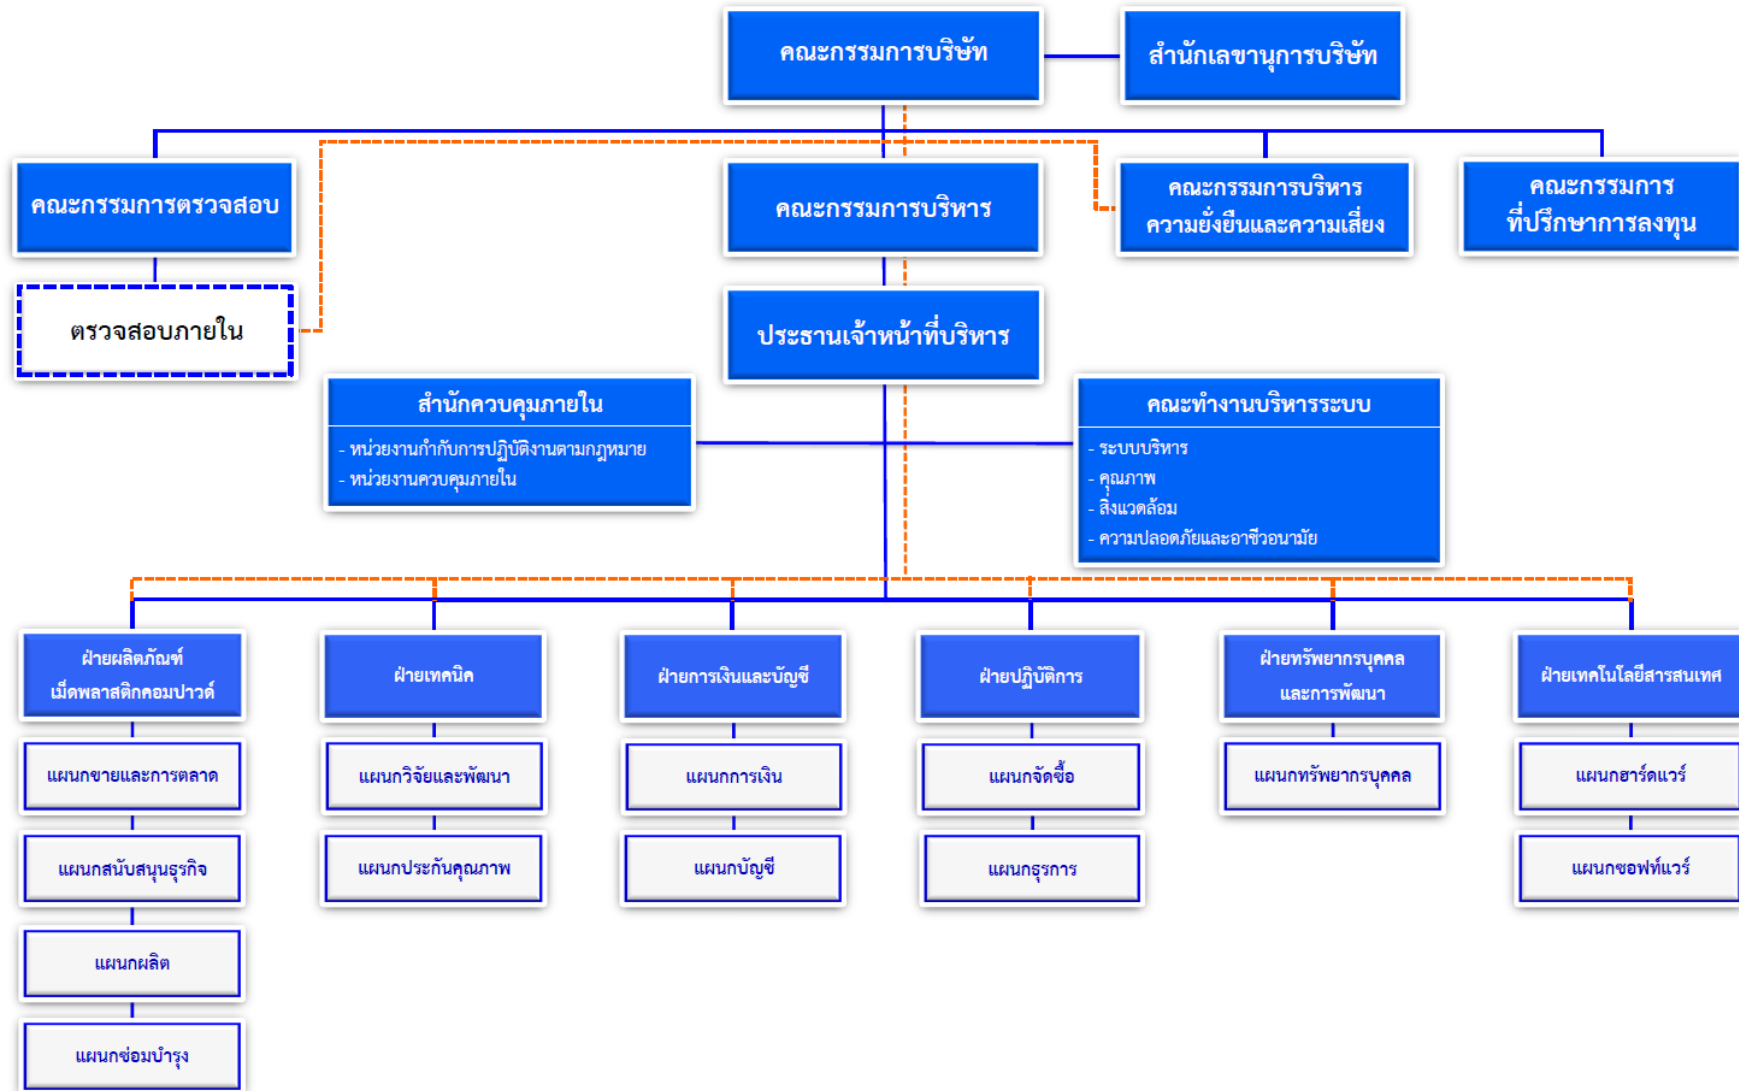 คณะกรรมการบริษัท
สำนักเลขานุการบริษัท
คณะกรรมการตรวจสอบ
คณะกรรมการบริหาร
คณะกรรมการบริหาร
ความยั่งยืนและความเสี่ยง
คณะกรรมการ
ที่ปรึกษาการลงทุน
ตรวจสอบภายใน
ประธานเจ้าหน้าที่บริหาร
สำนักควบคุมภายใน
- หน่วยงานกำกับการปฏิบัติงานตามกฎหมาย
- หน่วยงานควบคุมภายใน
คณะทำงานบริหารระบบ
- ระบบบริหาร
- คุณภาพ
- สิ่งแวดล้อม
- ความปลอดภัยและอาชีวอนามัย
ฝ่ายผลิตภัณฑ์
เม็ดพลาสติกคอมปาวด์
ฝ่ายเทคนิค
ฝ่ายการเงินและบัญชี
ฝ่ายปฏิบัติการ
ฝ่ายทรัพยากรบุคคล
และการพัฒนา
ฝ่ายเทคโนโลยีสารสนเทศ
แผนกขายและการตลาด
แผนกวิจัยและพัฒนา
แผนกการเงิน
แผนกจัดซื้อ
แผนกทรัพยากรบุคคล
แผนกฮาร์ดแวร์
แผนกสนับสนุนธุรกิจ
แผนกประกันคุณภาพ
แผนกบัญชี
แผนกธุรการ
แผนกซอฟท์แวร์
แผนกผลิต
แผนกซ่อมบำรุง